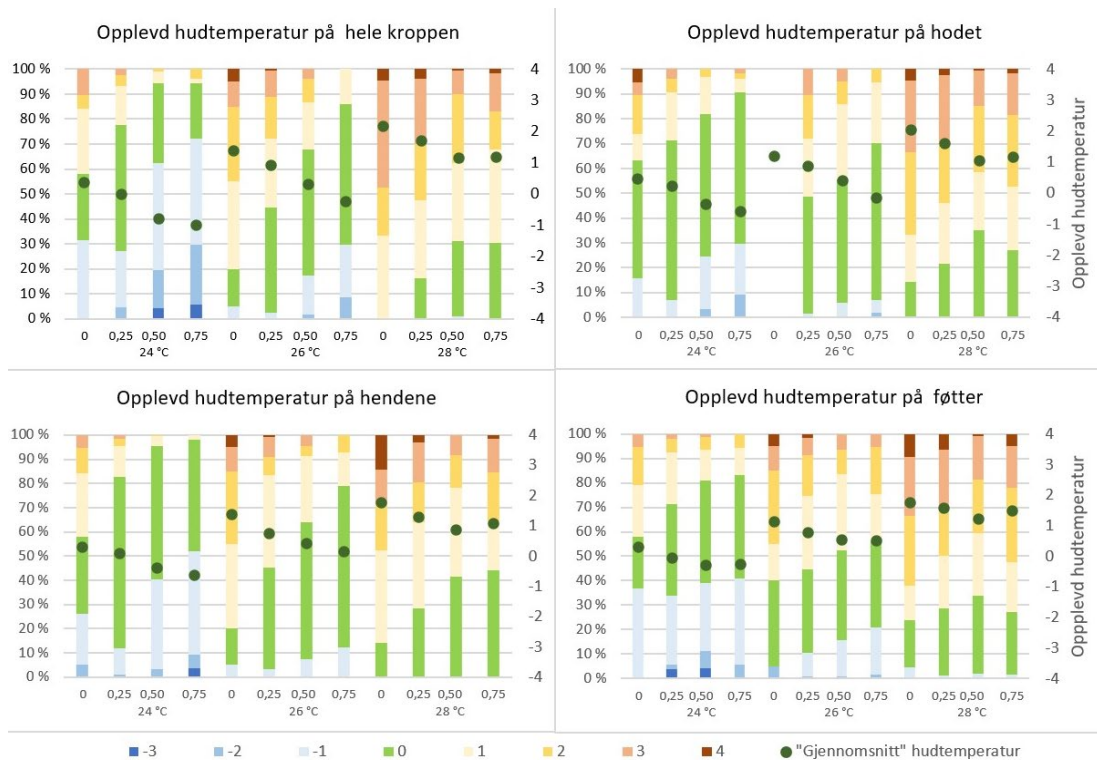 Opplevd hudtemperatur på hele kroppen
100 % 4
90 % 3
80 % 2
70 %
60 % 1
50 % 0
40 % -1
30 % -2
20 %
10 % -3
0 % -4
0 0,25 0,50 0,75 0 0,25 0,50 0,75 0 0,25 0,50 0,75
24 °C 26 °C 28 °C
Opplevd hudtemperatur på hodet
100 % 4
90 % 3
80 % 2
70 %
60 % 1
50 % 0
40 % -1
30 % -2
20 %
10 % -3
0 % -4
Opplevd hudtemperatur
0 0,25 0,50 0,75 0 0,25 0,50 0,75 0 0,25 0,50 0,75
24 °C 26 °C 28 °C
Opplevd hudtemperatur på hendene
100 % 4
90 % 3
80 % 2
70 %
60 % 1
50 % 0
40 % -1
30 % -2
20 %
10 % -3
0 % -4
0 0,25 0,50 0,75 0 0,25 0,50 0,75 0 0,25 0,50 0,75
24 °C 26 °C 28 °C
Opplevd hudtemperatur på føtter
100 % 4
90 % 3
80 % 2
70 %
60 % 1
50 % 0
40 % -1
30 % -2
20 %
10 % -3
0 % -4
Oppplevd hudtemperatur
0 0,25 0,50 0,75 0 0,25 0,50 0,75 0 0,25 0,50 0,75
24 °C 26 °C 28 °C
-3 -2 -1 0 1 2 3 4 "Gjennomsnitt" hudtemperatur